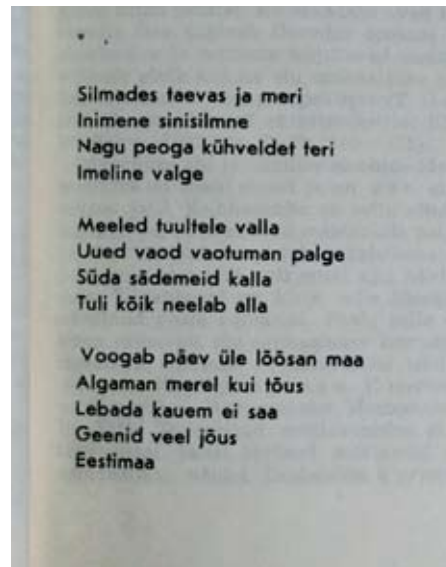 Silmades taevas ja meri
Inimene sinisilmne
Nagu peoga kühveldet teri
Imeline valge
Meeled tuultele valla
Uued vaod vaotuman palge
Süda sädemeid kalla
Tuli kõik neelab alla
Voogab päev üle lõõsan maa
Algaman merel kui tõus
Lebada kauem ei saa
Geenid veel jõus
Eestimaa